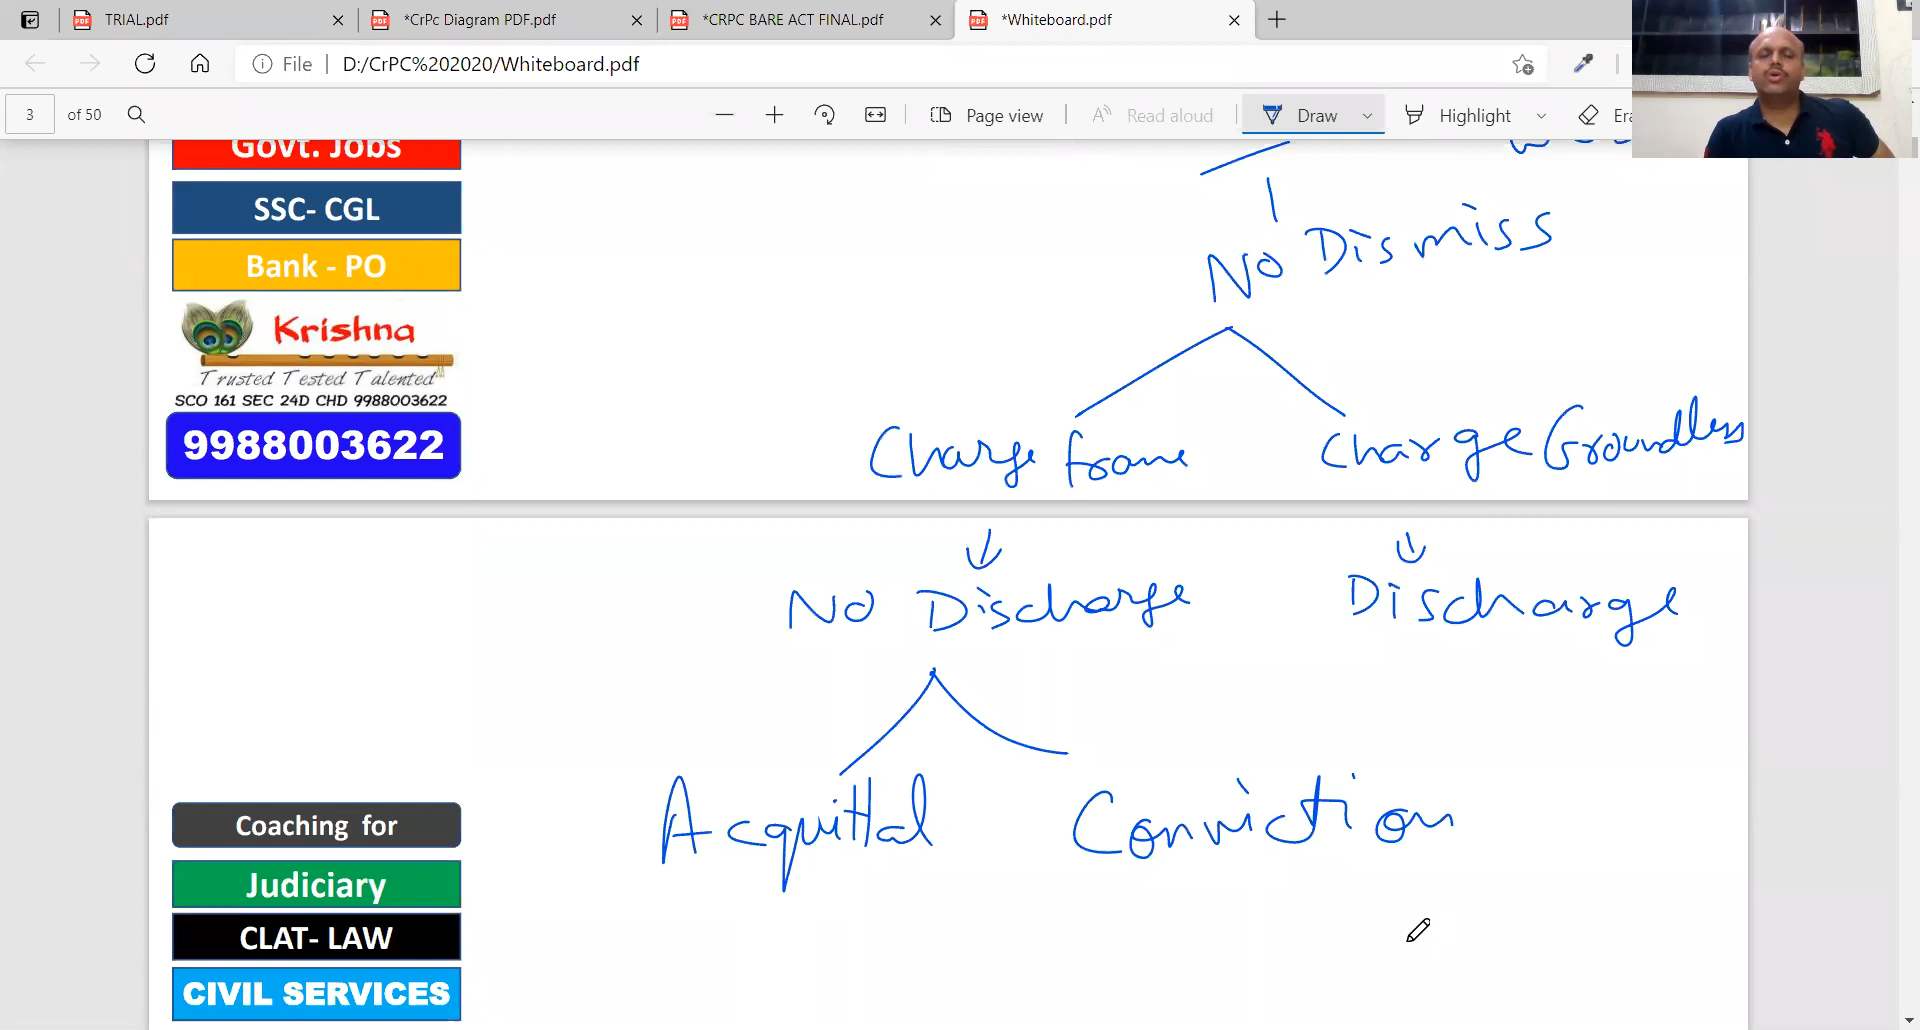 TRIAL.pdf
*CrPc Diagram PDF.pdf
*CRPC BARE ACT FINAL.pdf
*Whiteboard.pdf
File
D:/CrPC%202020/Whiteboard.pdf
3 of 50
Page view
Read aloud
Draw
Highlight
Govt. Jobs
SSC- CGL
Bank - PO
Krishna
Trusted Tested Talented
SCO 161 SEC 24D CHD 9988003622
9988003622
No Dismiss
Charge frame
Charge Groundless
No Discharge
Discharge
Acquittal
Conviction
Coaching for
Judiciary
CLAT- LAW
CIVIL SERVICES